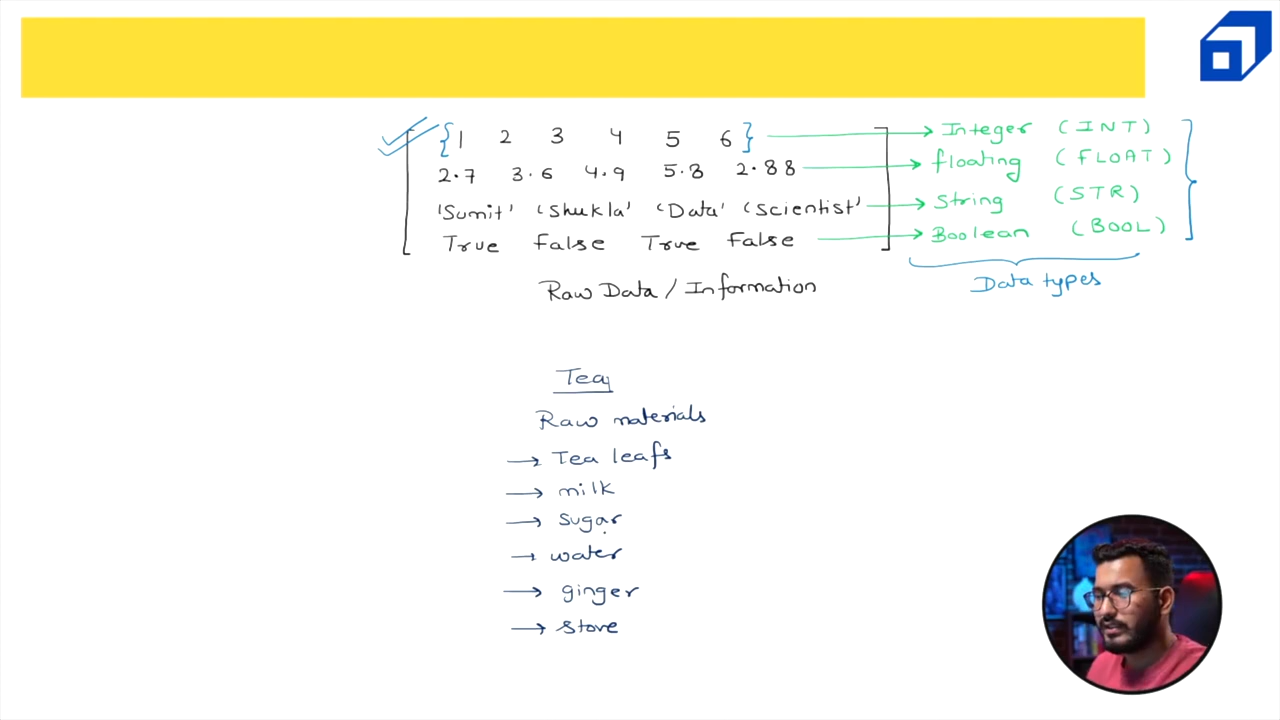 {1 2 3 4 5 6} → Integer (INT)
2.7 3.6 4.9 5.8 2.88 → floating (FLOAT)
'Sumit' 'Shukla' 'Data' 'Scientist' → String (STR)
True False True False → Boolean (BOOL)
Data types
Raw Data / Information
Tea
Raw materials
→ Tea leafs
→ milk
→ sugar
→ water
→ ginger
→ stove